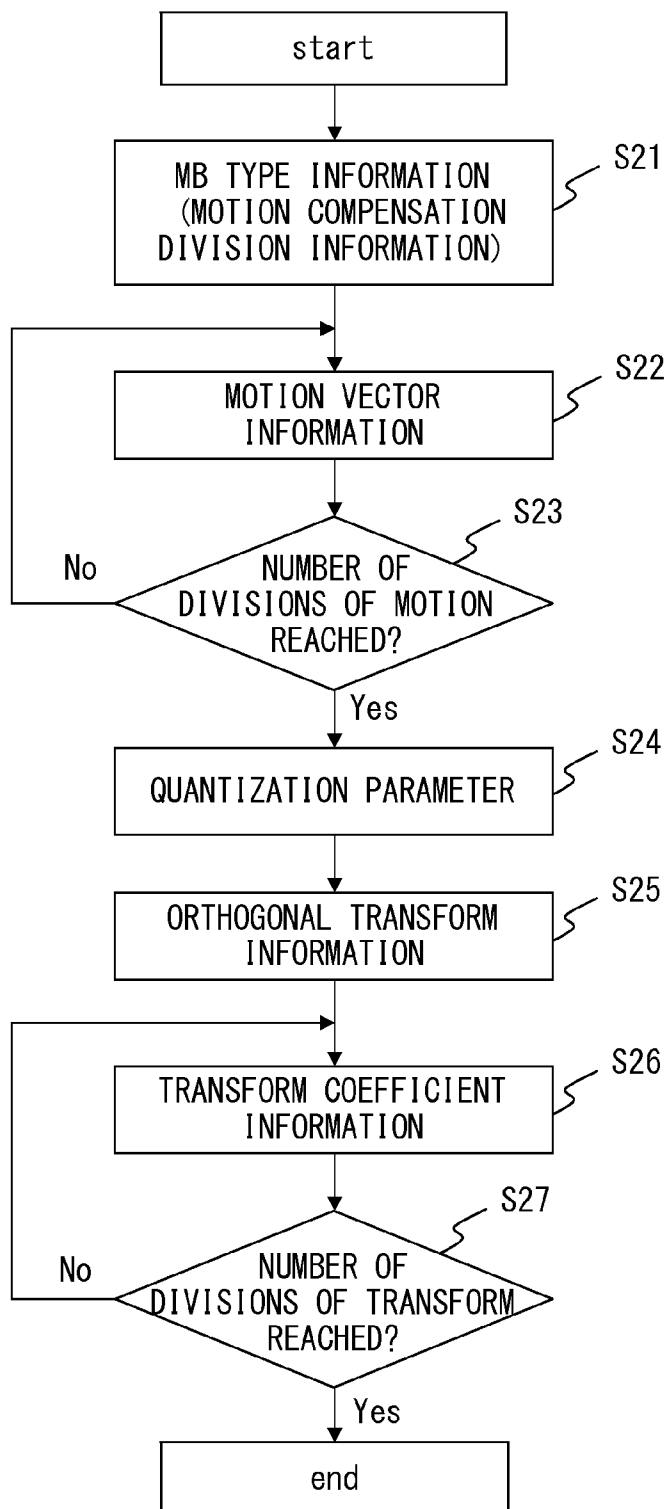 start
MB TYPE INFORMATION
(MOTION COMPENSATION
DIVISION INFORMATION)
S21
MOTION VECTOR
INFORMATION
S22
NUMBER OF
DIVISIONS OF MOTION
REACHED?
S23
No
Yes
QUANTIZATION PARAMETER
S24
ORTHOGONAL TRANSFORM
INFORMATION
S25
TRANSFORM COEFFICIENT
INFORMATION
S26
NUMBER OF
DIVISIONS OF TRANSFORM
REACHED?
S27
No
Yes
end